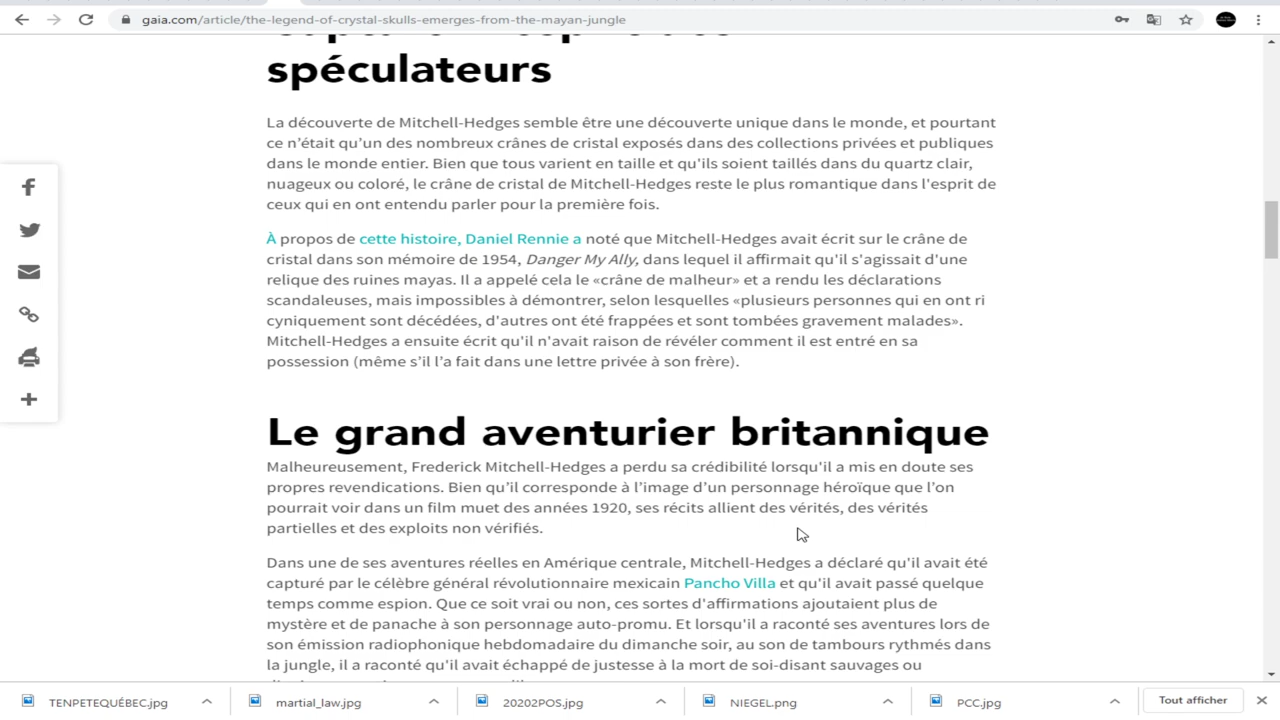 gaia.com/article/the-legend-of-crystal-skulls-emerges-from-the-mayan-jungle
spéculateurs
La découverte de Mitchell-Hedges semble être une découverte unique dans le monde, et pourtant
ce n’était qu’un des nombreux crânes de cristal exposés dans des collections privées et publiques
dans le monde entier. Bien que tous varient en taille et qu'ils soient taillés dans du quartz clair,
nuageux ou coloré, le crâne de cristal de Mitchell-Hedges reste le plus romantique dans l'esprit de
ceux qui en ont entendu parler pour la première fois.
À propos de cette histoire, Daniel Rennie a noté que Mitchell-Hedges avait écrit sur le crâne de
cristal dans son mémoire de 1954, Danger My Ally, dans lequel il affirmait qu'il s'agissait d'une
relique des ruines mayas. Il a appelé cela le «crâne de malheur» et a rendu les déclarations
scandaleuses, mais impossibles à démontrer, selon lesquelles «plusieurs personnes qui en ont ri
cyniquement sont décédées, d'autres ont été frappées et sont tombées gravement malades».
Mitchell-Hedges a ensuite écrit qu'il n'avait raison de révéler comment il est entré en sa
possession (même s’il l’a fait dans une lettre privée à son frère).
Le grand aventurier britannique
Malheureusement, Frederick Mitchell-Hedges a perdu sa crédibilité lorsqu'il a mis en doute ses
propres revendications. Bien qu’il corresponde à l’image d’un personnage héroïque que l’on
pourrait voir dans un film muet des années 1920, ses récits allient des vérités, des vérités
partielles et des exploits non vérifiés.
Dans une de ses aventures réelles en Amérique centrale, Mitchell-Hedges a déclaré qu'il avait été
capturé par le célèbre général révolutionnaire mexicain Pancho Villa et qu'il avait passé quelque
temps comme espion. Que ce soit vrai ou non, ces sortes d'affirmations ajoutaient plus de
mystère et de panache à son personnage auto-promu. Et lorsqu'il a raconté ses aventures lors de
son émission radiophonique hebdomadaire du dimanche soir, au son de tambours rythmés dans
la jungle, il a raconté qu'il avait échappé de justesse à la mort de soi-disant sauvages ou
TENPETEQUÉBEC.jpg
martial_law.jpg
20202POS.jpg
NIEGEL.png
PCC.jpg
Tout afficher